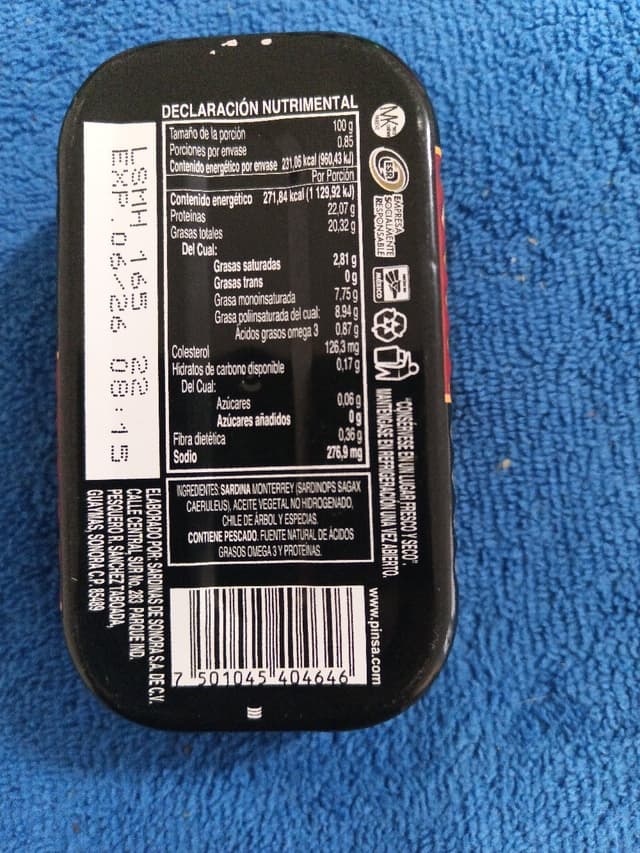 DECLARACIÓN NUTRIMENTAL
Tamaño de la porción 100 g
Porciones por envase 0.85
Contenido energético por envase 231,06 kcal (960,43 kJ)
Por Porción
Contenido energético 271,84 kcal (1 129,92 kJ)
Proteínas 22,07 g
Grasas totales 20,32 g
Del Cual:
Grasas saturadas 2,81 g
Grasas trans 0 g
Grasa monoinsaturada 7,75 g
Grasa poliinsaturada del cual: 8,94 g
Ácidos grasos omega 3 0,87 g
Colesterol 126,3 mg
Hidratos de carbono disponible 0,17 g
Del Cual:
Azúcares 0,06 g
Azúcares añadidos 0 g
Fibra dietética 0,36 g
Sodio 276,9 mg
INGREDIENTES: SARDINA MONTERREY (SARDINOPS SAGAX
CAERULEUS), ACEITE VEGETAL NO HIDROGENADO,
CHILE DE ÁRBOL Y ESPECIAS.
CONTIENE PESCADO. FUENTE NATURAL DE ÁCIDOS
GRASOS OMEGA 3 Y PROTEÍNAS.
7 501045 404646
MK
ESR
EMPRESA
SOCIALMENTE
RESPONSABLE
MÉXICO
"CONSÉRVESE EN UN LUGAR FRESCO Y SECO".
MANTÉNGASE EN REFRIGERACIÓN UNA VEZ ABIERTO.
www.pinsa.com
LSMH 165 22
EXP.06/26 08:15
ELABORADO POR: SARDINAS DE SONORA S.A. DE C.V.
CALLE CENTRAL SUR No. 263 PARQUE IND.
PESQUERO R. SÁNCHEZ TABOADA,
GUAYMAS, SONORA C.P. 85489